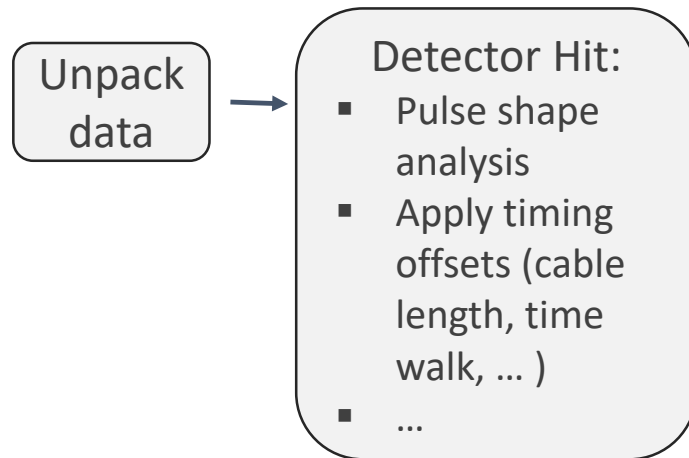 Unpack
data
Detector Hit:
▪ Pulse shape
analysis
▪ Apply timing
offsets (cable
length, time
walk, … )
▪ …